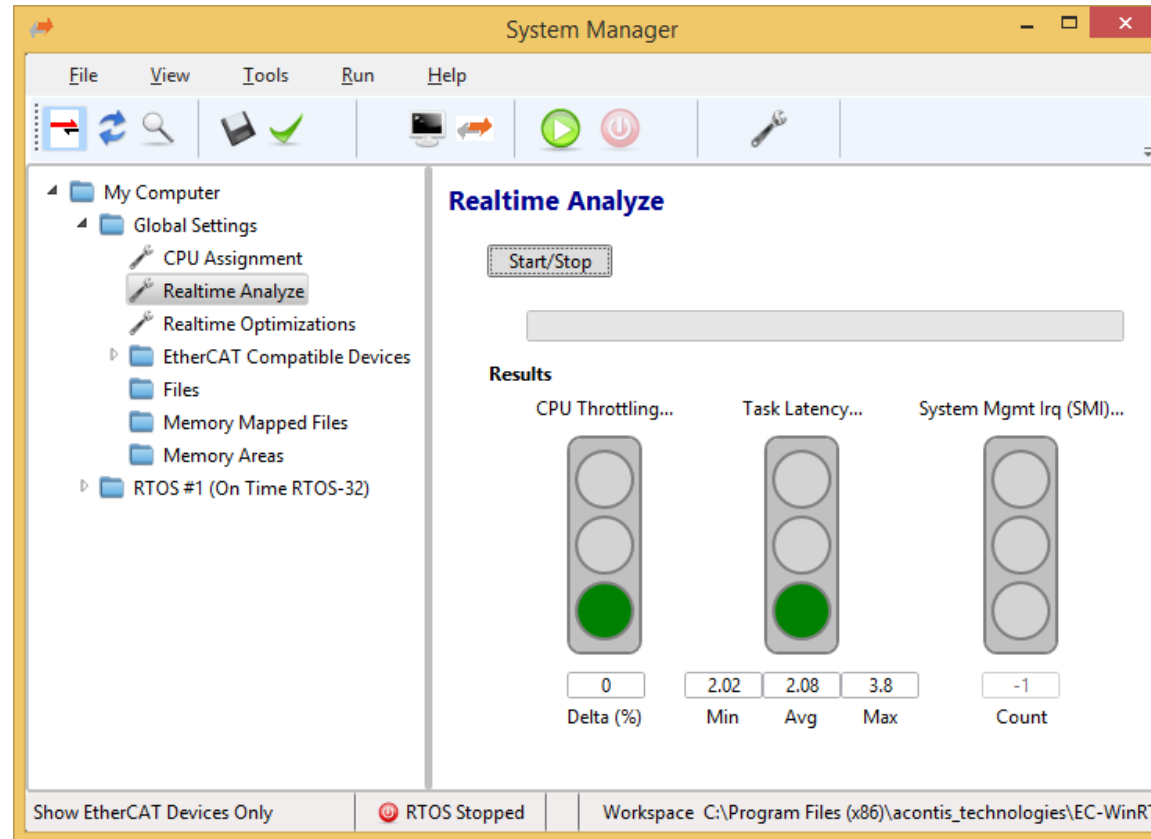 System Manager
File View Tools Run Help
My Computer
Global Settings
CPU Assignment
Realtime Analyze
Realtime Optimizations
EtherCAT Compatible Devices
Files
Memory Mapped Files
Memory Areas
RTOS #1 (On Time RTOS-32)
Realtime Analyze
Start/Stop
Results
CPU Throttling... Task Latency... System Mgmt Irq (SMI)...
0 2.02 2.08 3.8 -1
Delta (%) Min Avg Max Count
Show EtherCAT Devices Only RTOS Stopped Workspace C:\Program Files (x86)\acontis_technologies\EC-WinR